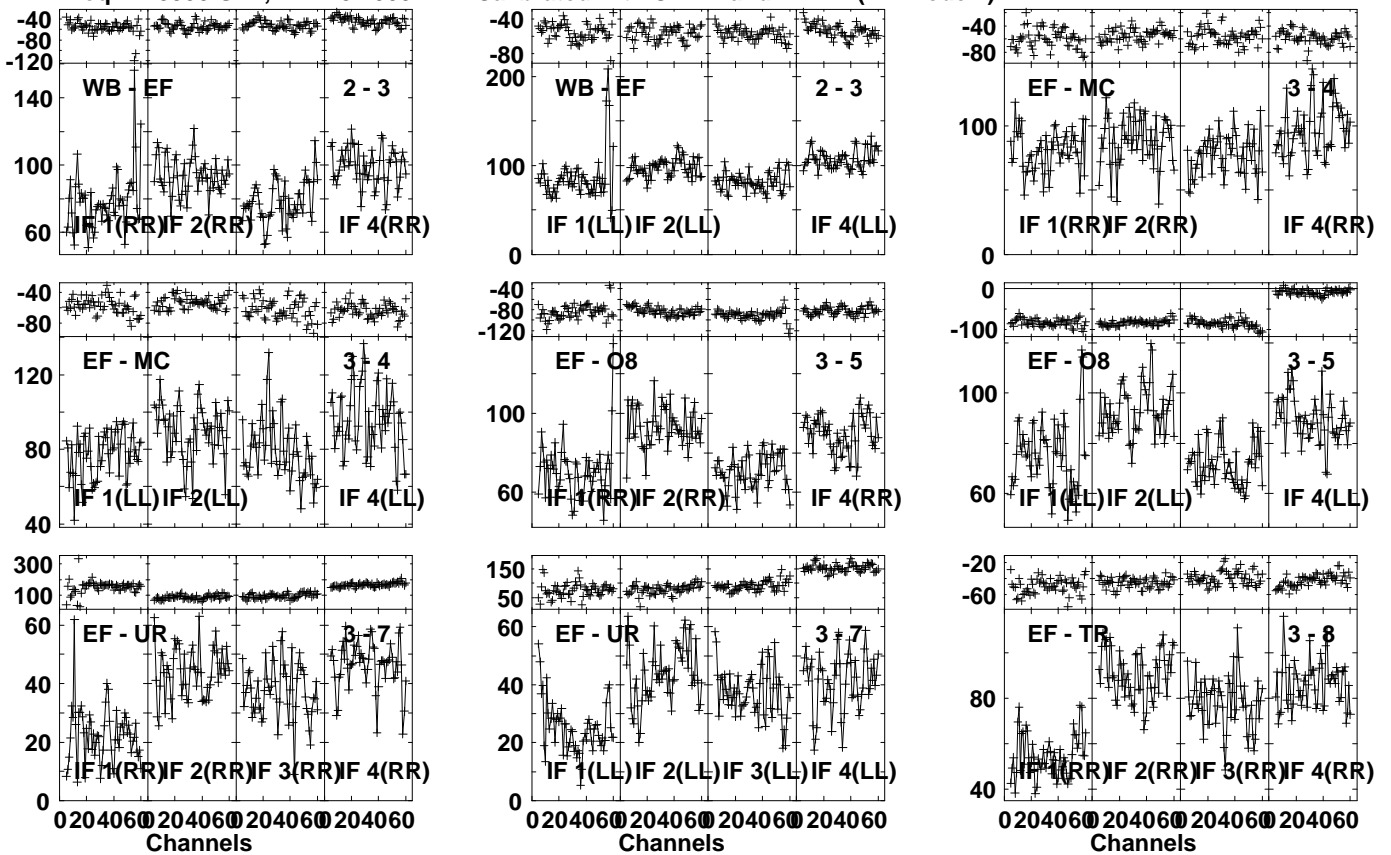 -40
-80
-120
WB - EF 2 - 3
140
100
60
IF 1(RR) IF 2(RR) IF 4(RR)
-40
-80
200
WB - EF 2 - 3
100
0
IF 1(LL) IF 2(LL) IF 4(LL)
-40
-80
EF - MC 3 - 4
100
0
IF 1(RR) IF 2(RR) IF 4(RR)
-40
-80
EF - MC 3 - 4
120
80
40
IF 1(LL) IF 2(LL) IF 4(LL)
-40
-80
-120
EF - O8 3 - 5
100
60
IF 1(RR) IF 2(RR) IF 4(RR)
0
-100
EF - O8 3 - 5
100
60
IF 1(LL) IF 2(LL) IF 4(LL)
300
100
60
EF - UR 3 - 7
40
20
0
IF 1(RR) IF 2(RR) IF 3(RR) IF 4(RR)
0 20 40 60 0 20 40 60 0 20 40 60 0 20 40 60
Channels
150
50
60
EF - UR 3 - 7
40
20
0
IF 1(LL) IF 2(LL) IF 3(LL) IF 4(LL)
0 20 40 60 0 20 40 60 0 20 40 60 0 20 40 60
Channels
-20
-60
EF - TR 3 - 8
80
40
IF 1(RR) IF 2(RR) IF 3(RR) IF 4(RR)
0 20 40 60 0 20 40 60 0 20 40 60 0 20 40 60
Channels